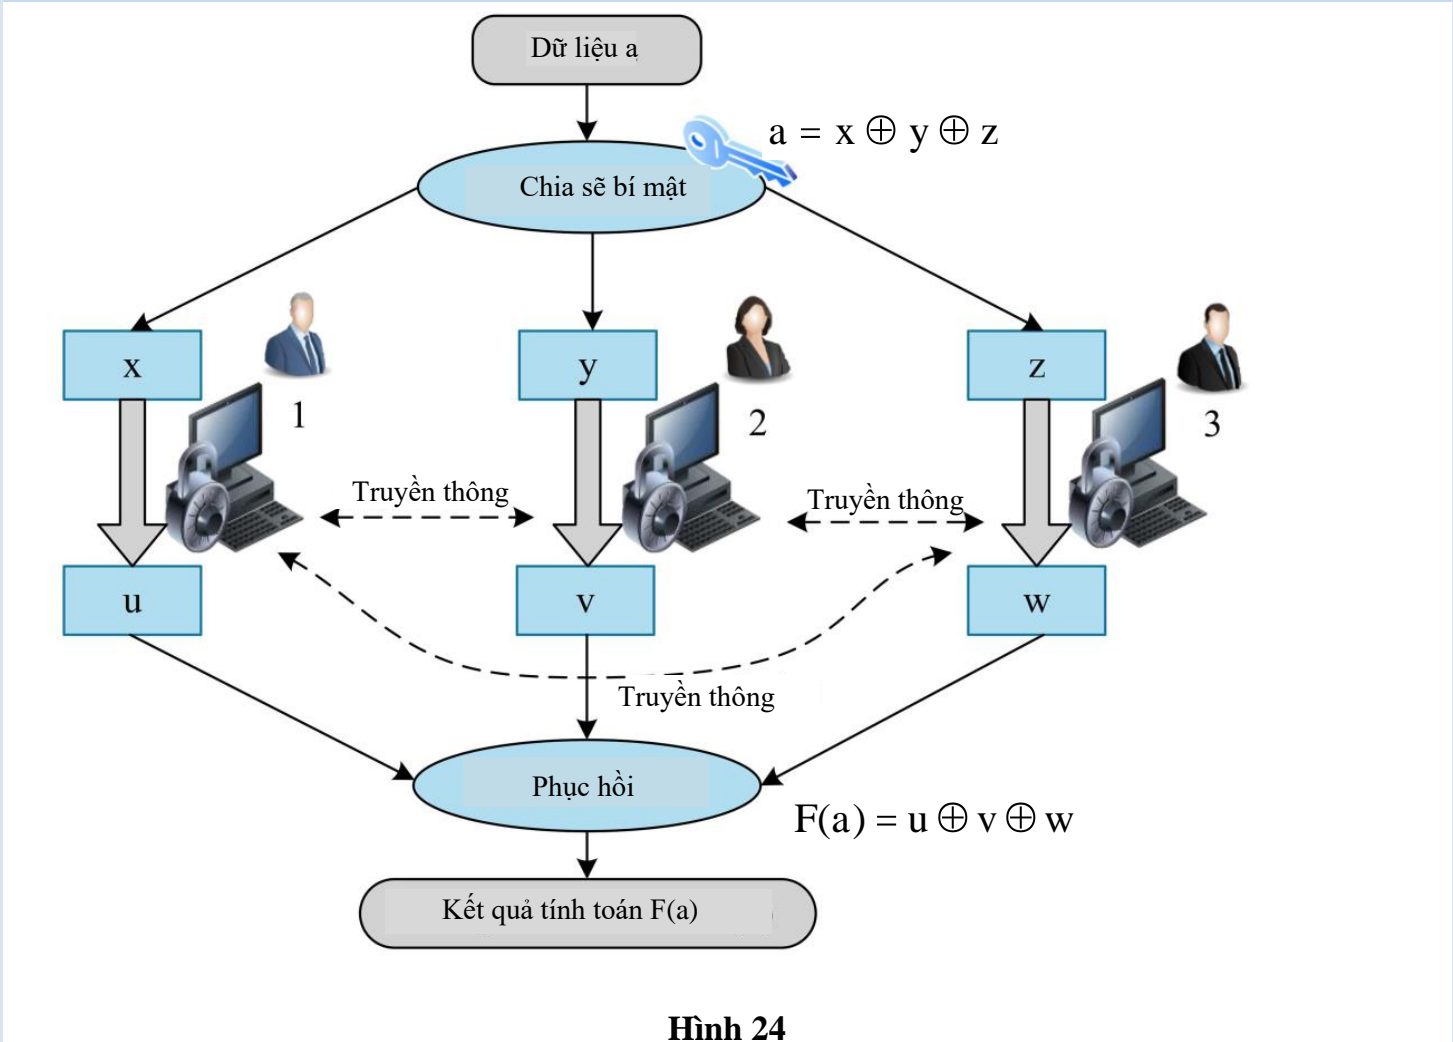 Dữ liệu a
a = x ⊕ y ⊕ z
Chia sẽ bí mật
x
y
z
1
2
3
Truyền thông
Truyền thông
u
v
w
Truyền thông
Phục hồi
F(a) = u ⊕ v ⊕ w
Kết quả tính toán F(a)
Hình 24